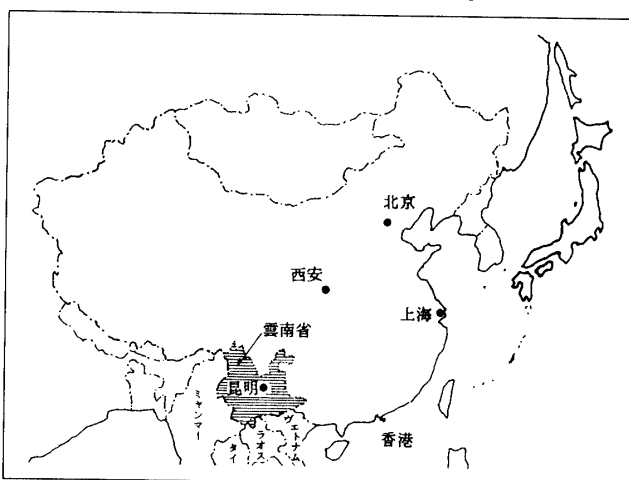 北京
西安
上海
雲南省
昆明
香港
ミャンマー
タイ
ラオス
ヴェトナム